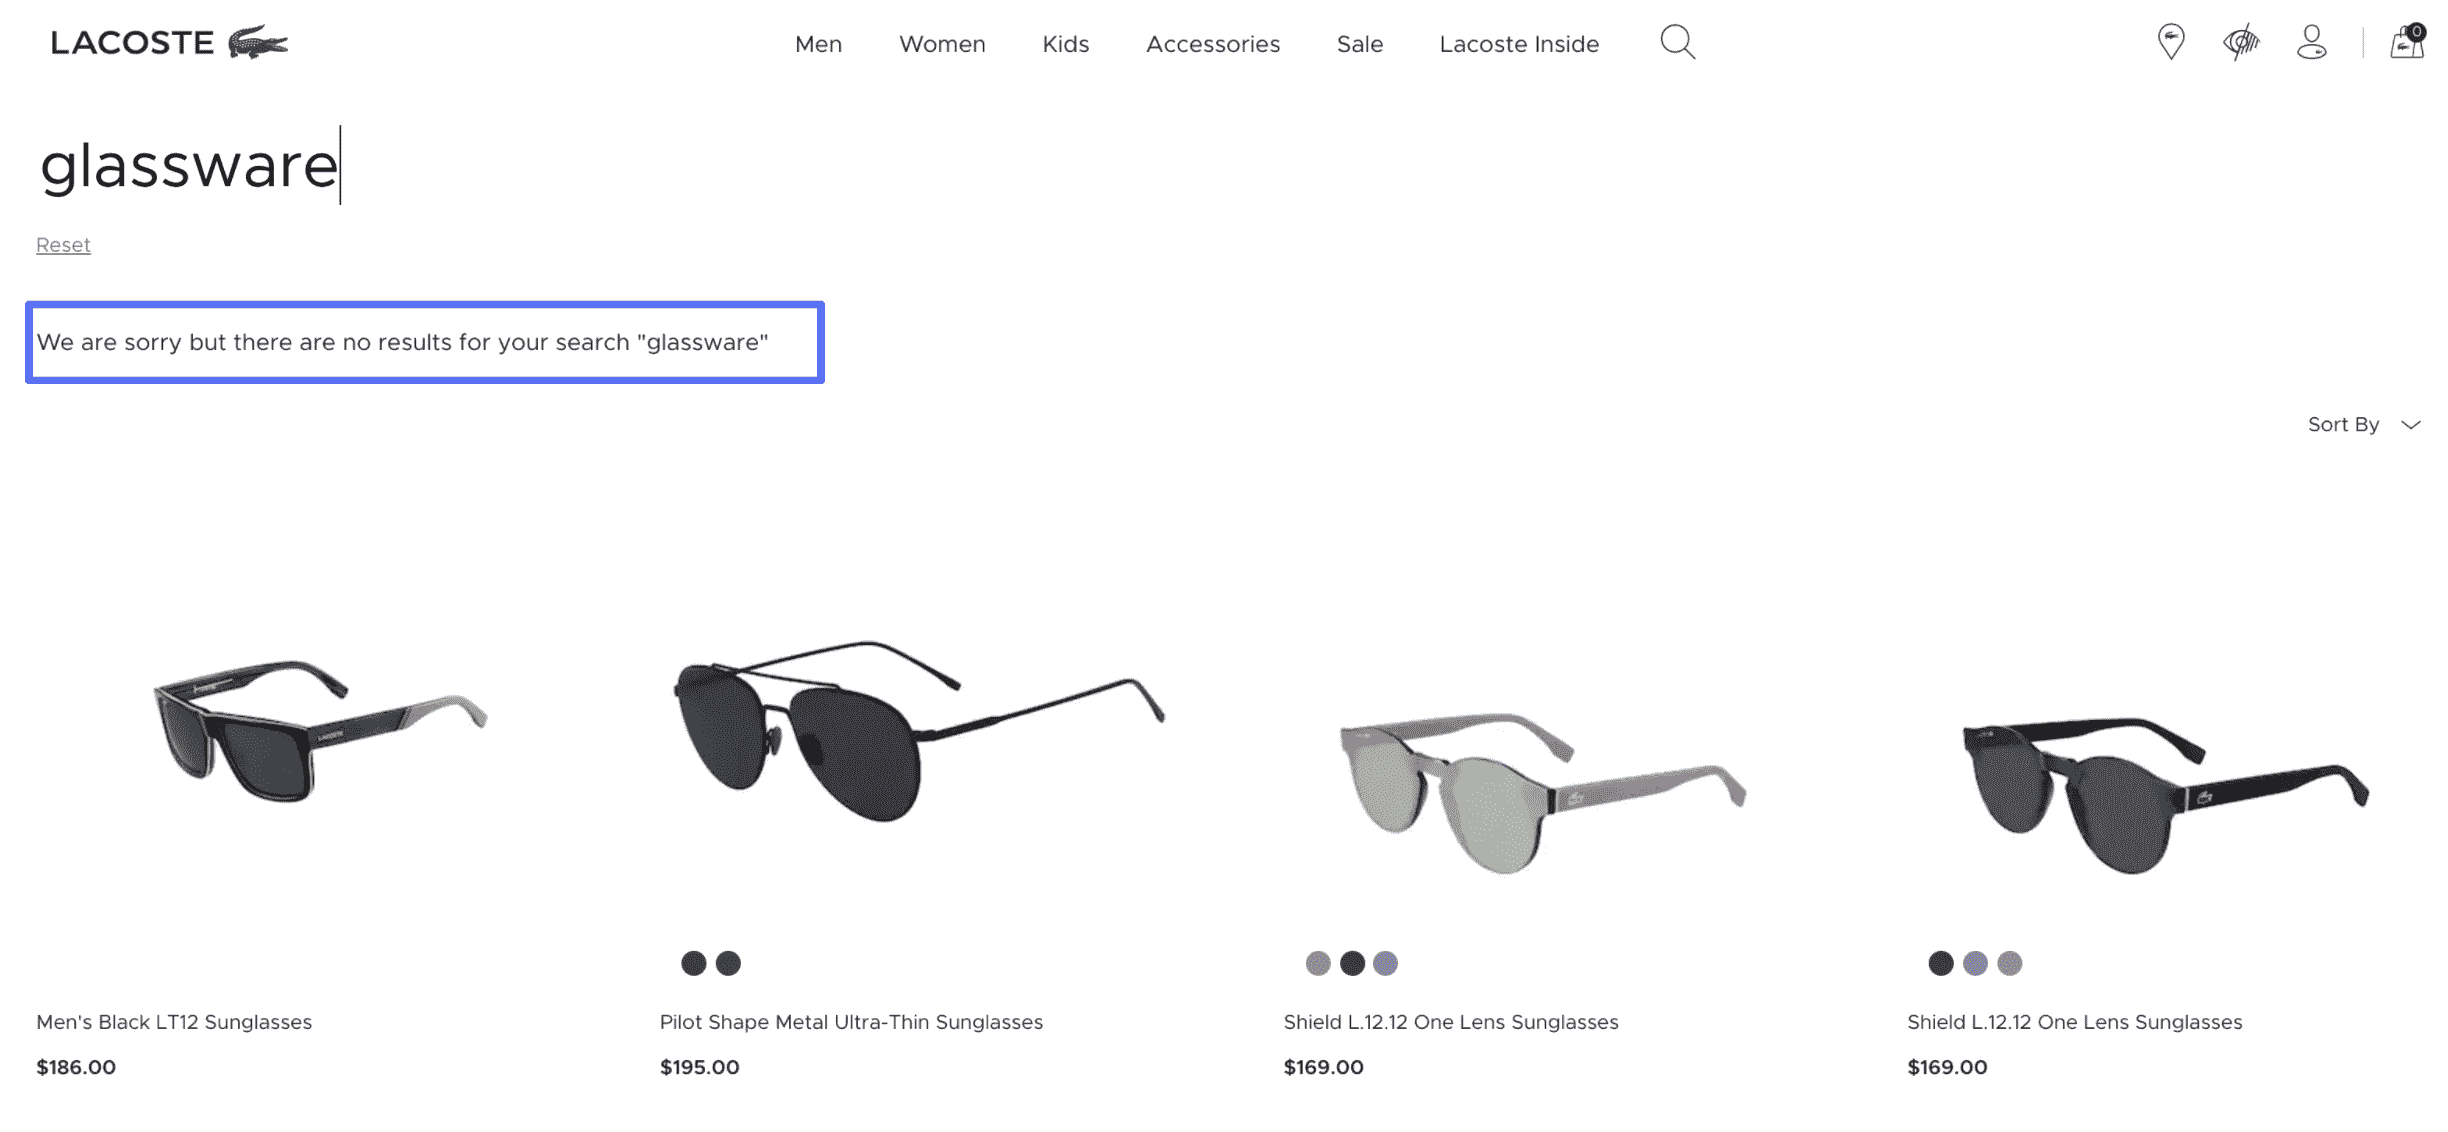 LACOSTE
Men Women Kids Accessories Sale Lacoste Inside
0
glassware
Reset
We are sorry but there are no results for your search "glassware"
Sort By
LACOSTE
Men's Black LT12 Sunglasses
$186.00
Pilot Shape Metal Ultra-Thin Sunglasses
$195.00
Shield L.12.12 One Lens Sunglasses
$169.00
Shield L.12.12 One Lens Sunglasses
$169.00